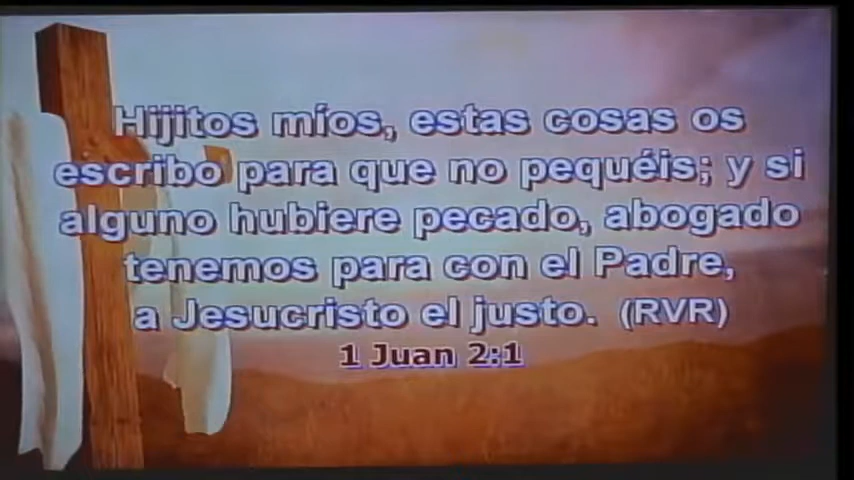 Hijitos míos, estas cosas os
escribo para que no pequéis; y si
alguno hubiere pecado, abogado
tenemos para con el Padre,
a Jesucristo el justo. (RVR)
1 Juan 2:1